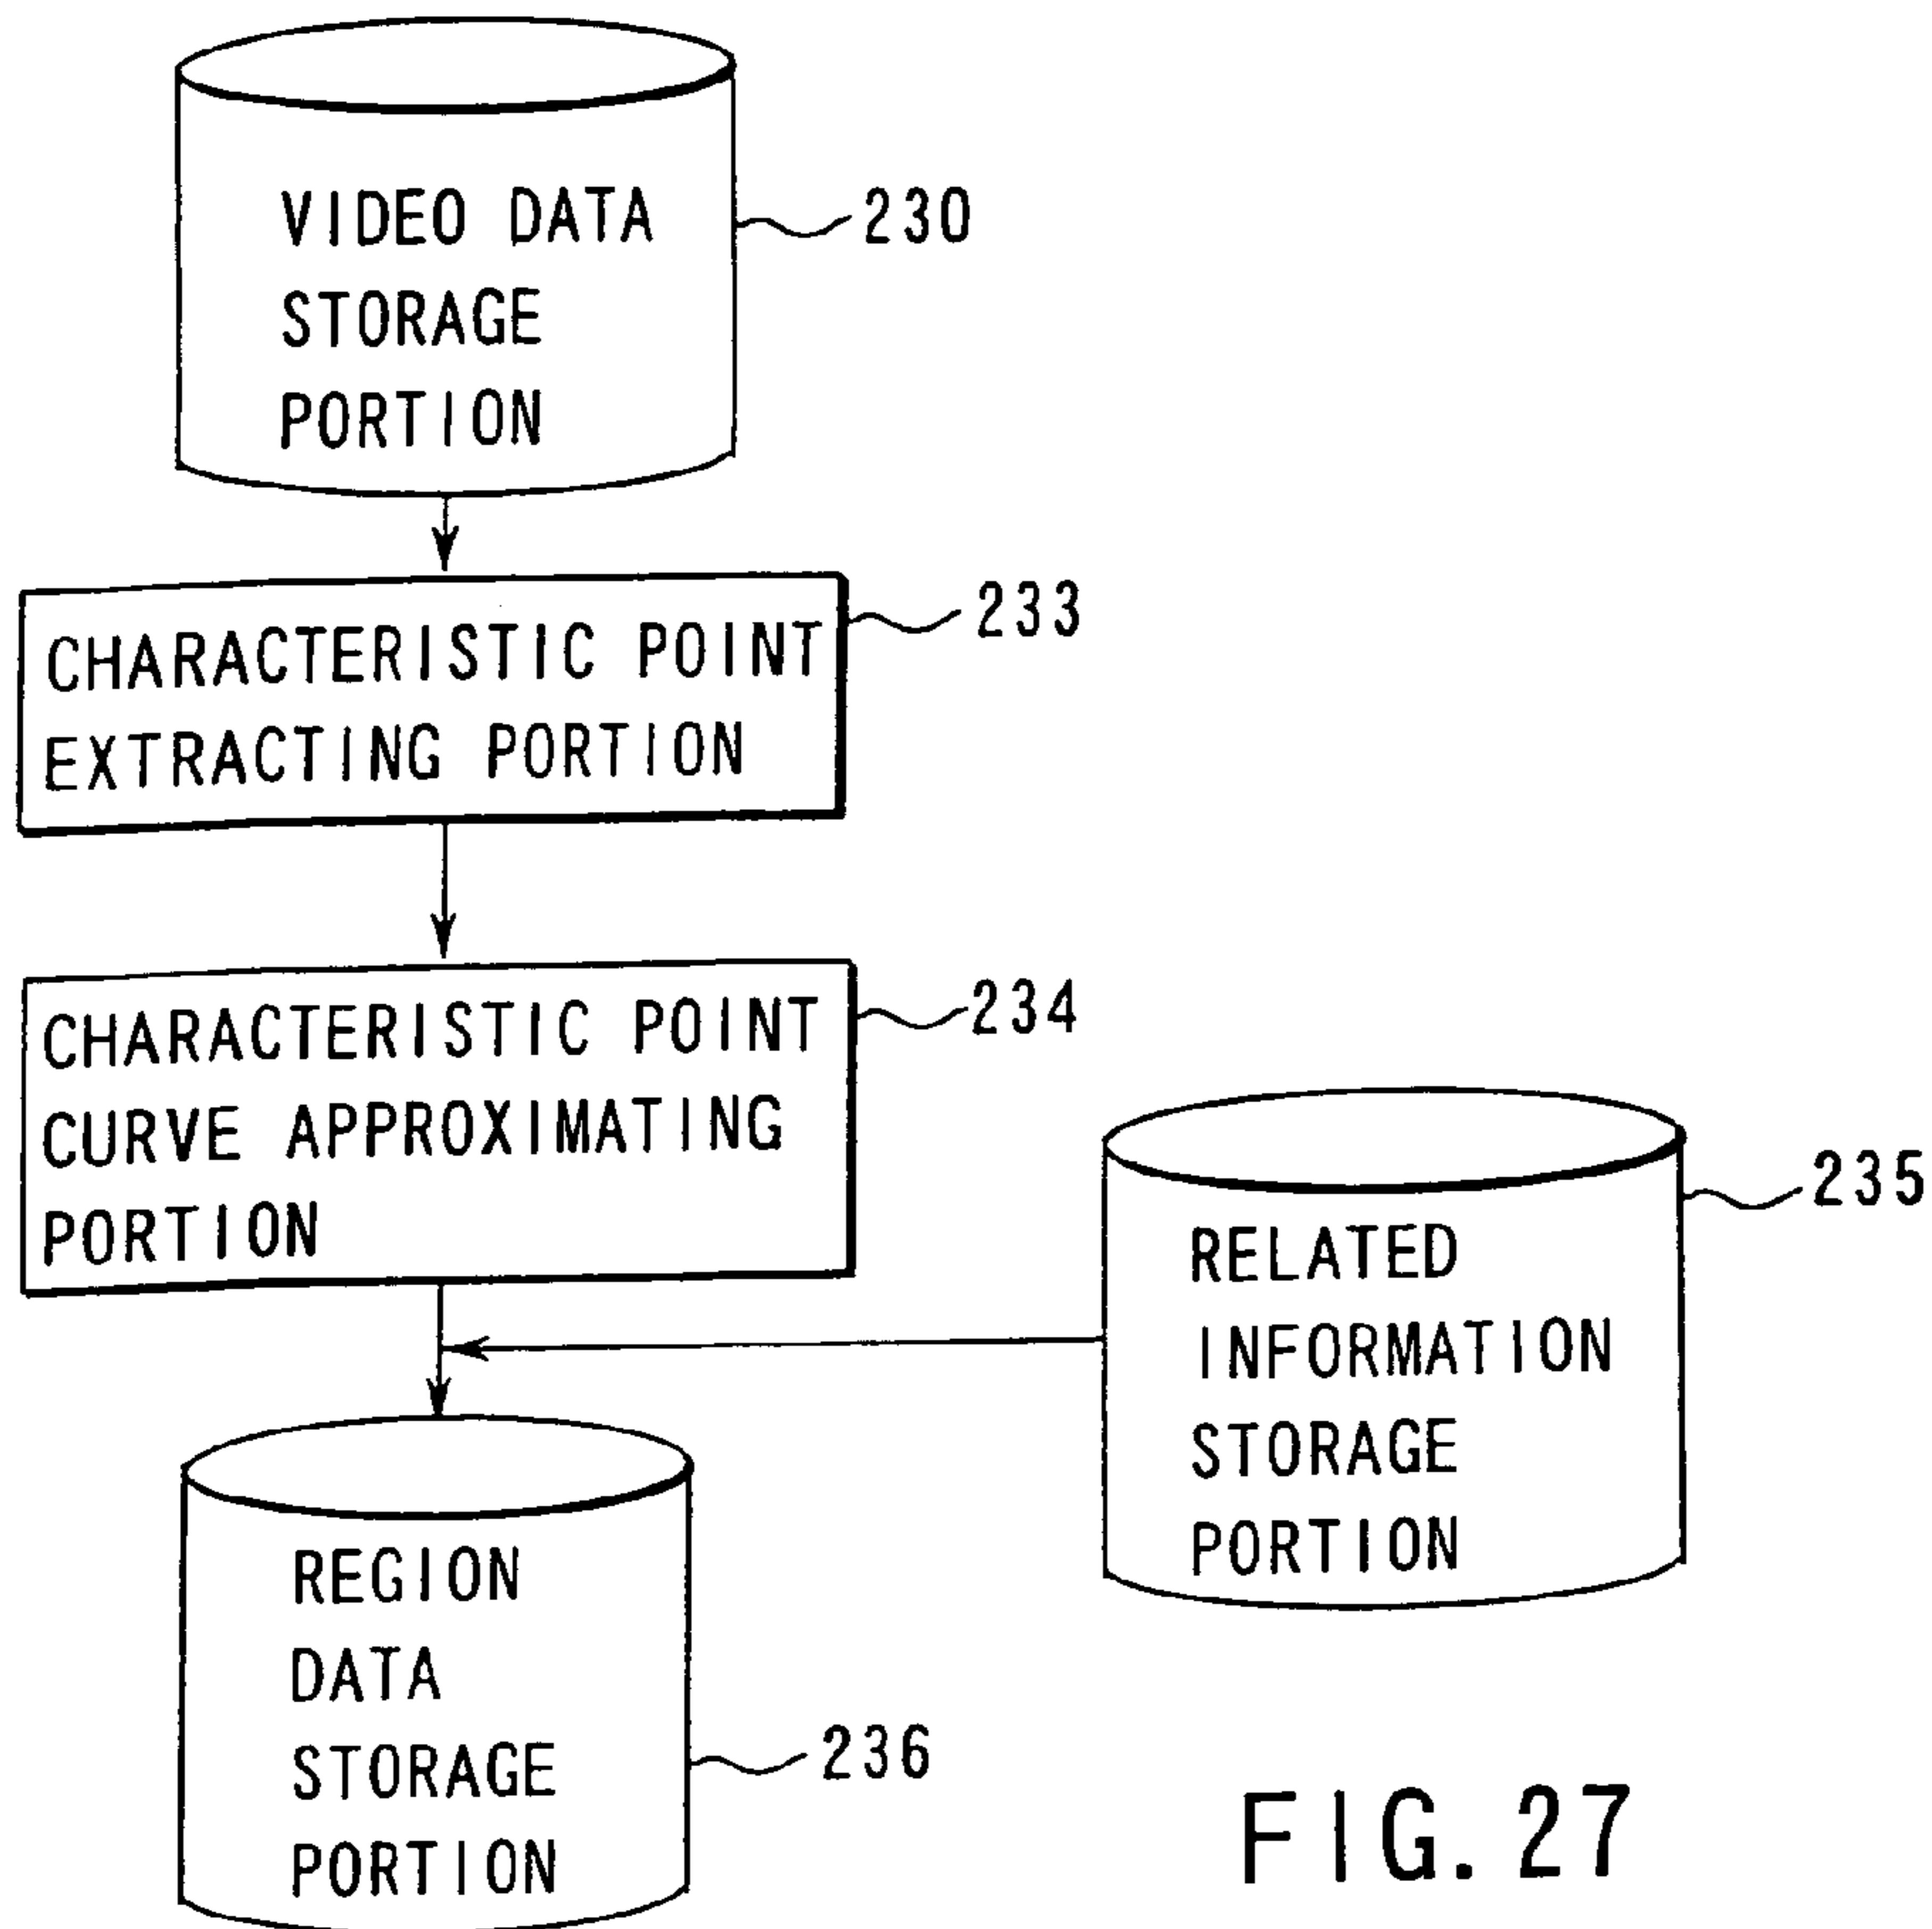 VIDEO DATA
STORAGE
PORTION
230
CHARACTERISTIC POINT
EXTRACTING PORTION
233
CHARACTERISTIC POINT
CURVE APPROXIMATING
PORTION
234
RELATED
INFORMATION
STORAGE
PORTION
235
REGION
DATA
STORAGE
PORTION
236
FIG. 27